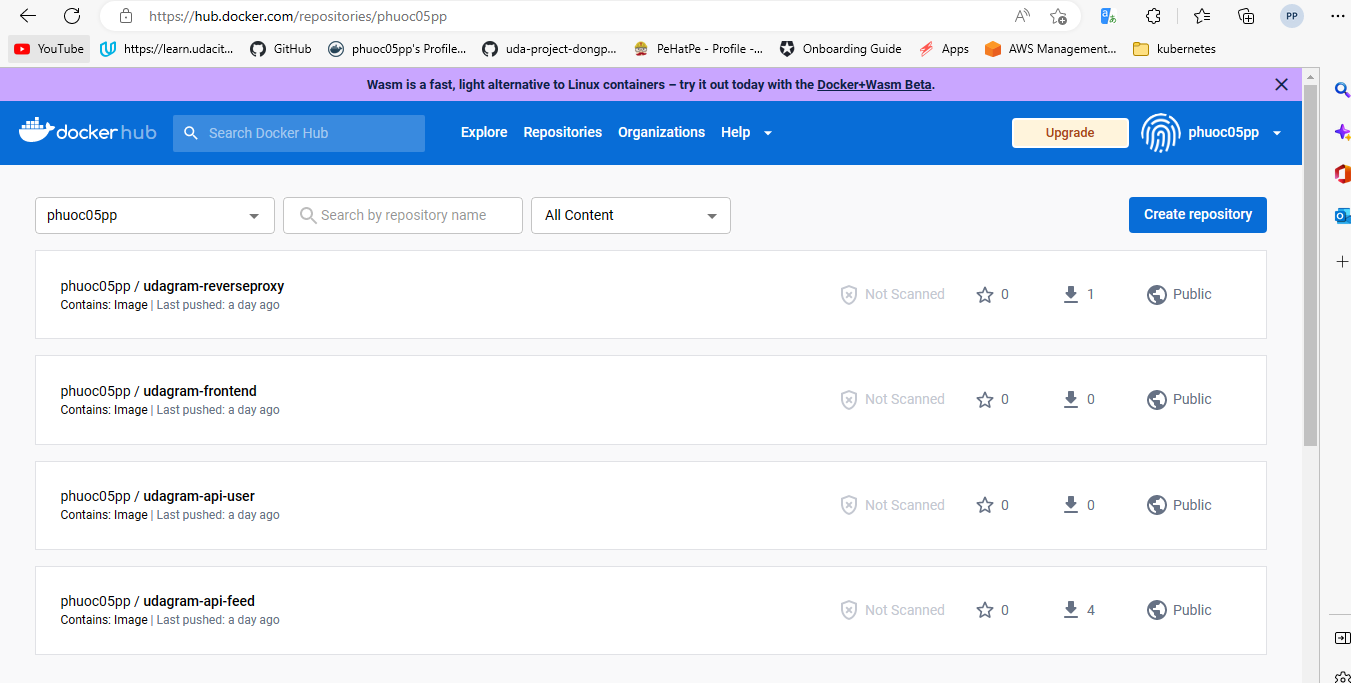 https://hub.docker.com/repositories/phuoc05pp
PP
YouTube https://learn.udacit... GitHub phuoc05pp's Profile... uda-project-dongp... PeHatPe - Profile -... Onboarding Guide Apps AWS Management... kubernetes
Wasm is a fast, light alternative to Linux containers – try it out today with the Docker+Wasm Beta.
dockerhub Search Docker Hub Explore Repositories Organizations Help Upgrade phuoc05pp
phuoc05pp Search by repository name All Content Create repository
phuoc05pp / udagram-reverseproxy
Contains: Image | Last pushed: a day ago
Not Scanned 0 1 Public
phuoc05pp / udagram-frontend
Contains: Image | Last pushed: a day ago
Not Scanned 0 0 Public
phuoc05pp / udagram-api-user
Contains: Image | Last pushed: a day ago
Not Scanned 0 0 Public
phuoc05pp / udagram-api-feed
Contains: Image | Last pushed: a day ago
Not Scanned 0 4 Public